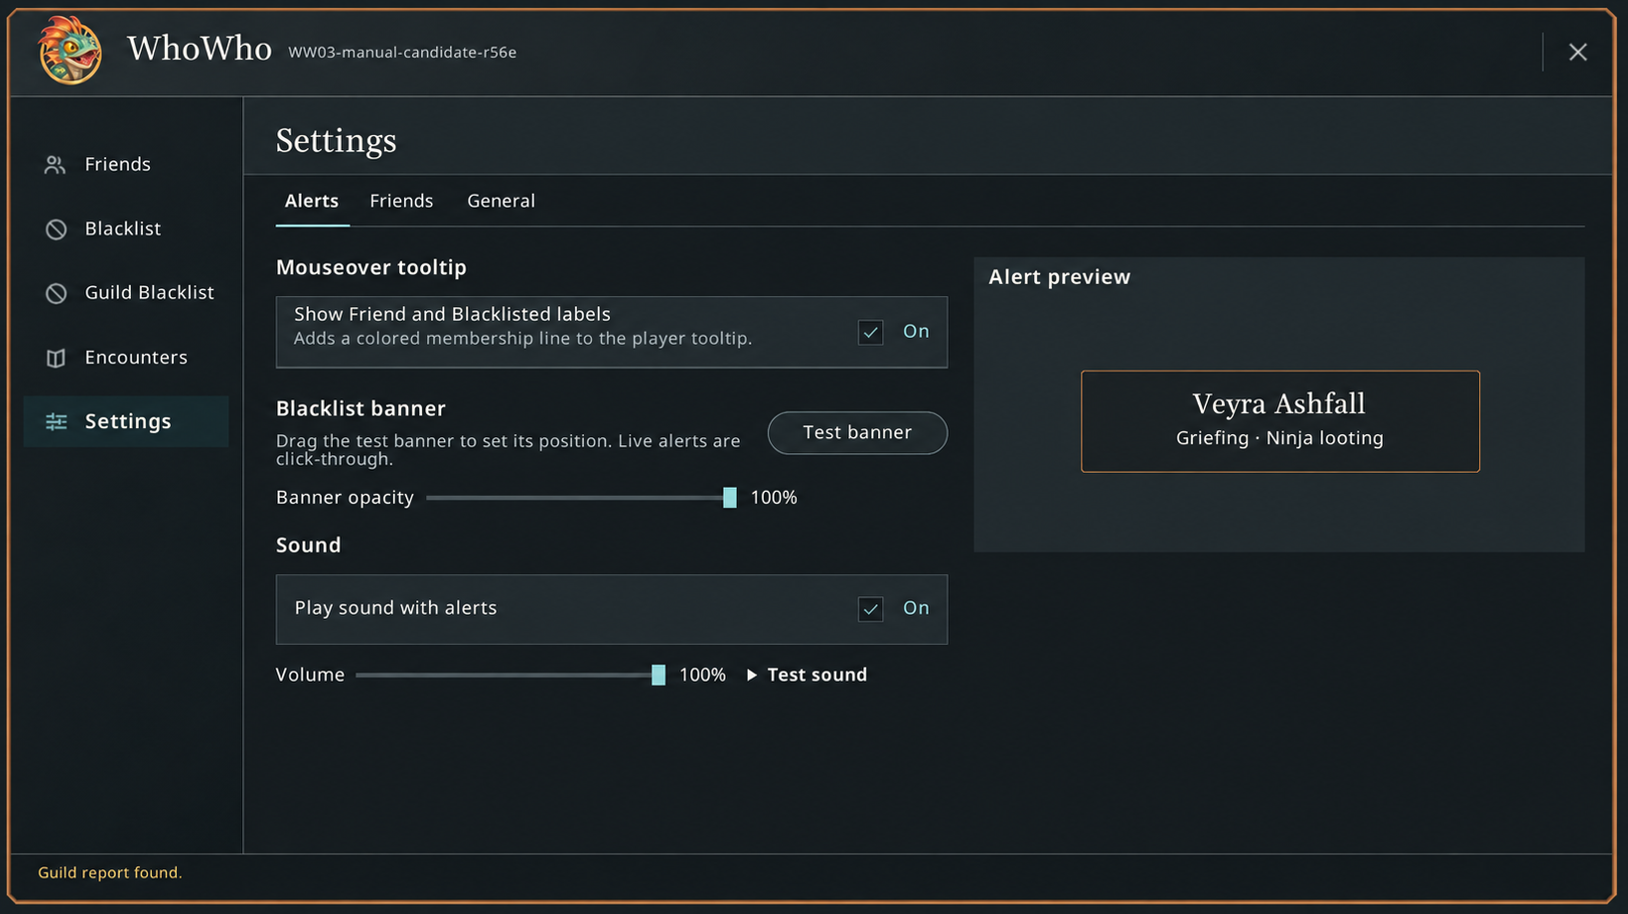 WhoWho WW03-manual-candidate-r56e
Friends
Blacklist
Guild Blacklist
Encounters
Settings
Settings
Alerts Friends General
Mouseover tooltip
Show Friend and Blacklisted labels
Adds a colored membership line to the player tooltip.
On
Blacklist banner
Drag the test banner to set its position. Live alerts are
click-through.
Test banner
Banner opacity 100%
Sound
Play sound with alerts On
Volume 100% Test sound
Alert preview
Veyra Ashfall
Griefing · Ninja looting
Guild report found.